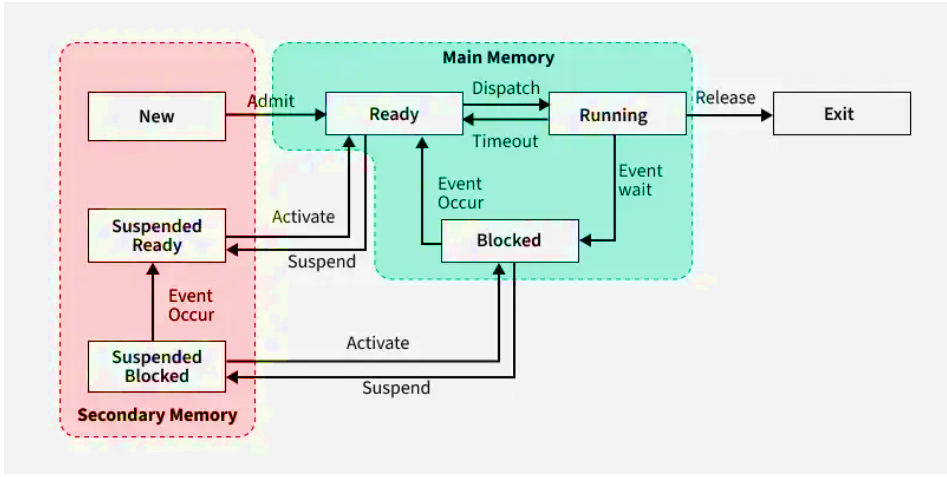 Main Memory
New
Admit
Ready
Dispatch
Timeout
Running
Release
Exit
Event
wait
Event
Occur
Blocked
Suspended
Ready
Activate
Suspend
Event
Occur
Suspended
Blocked
Activate
Suspend
Secondary Memory